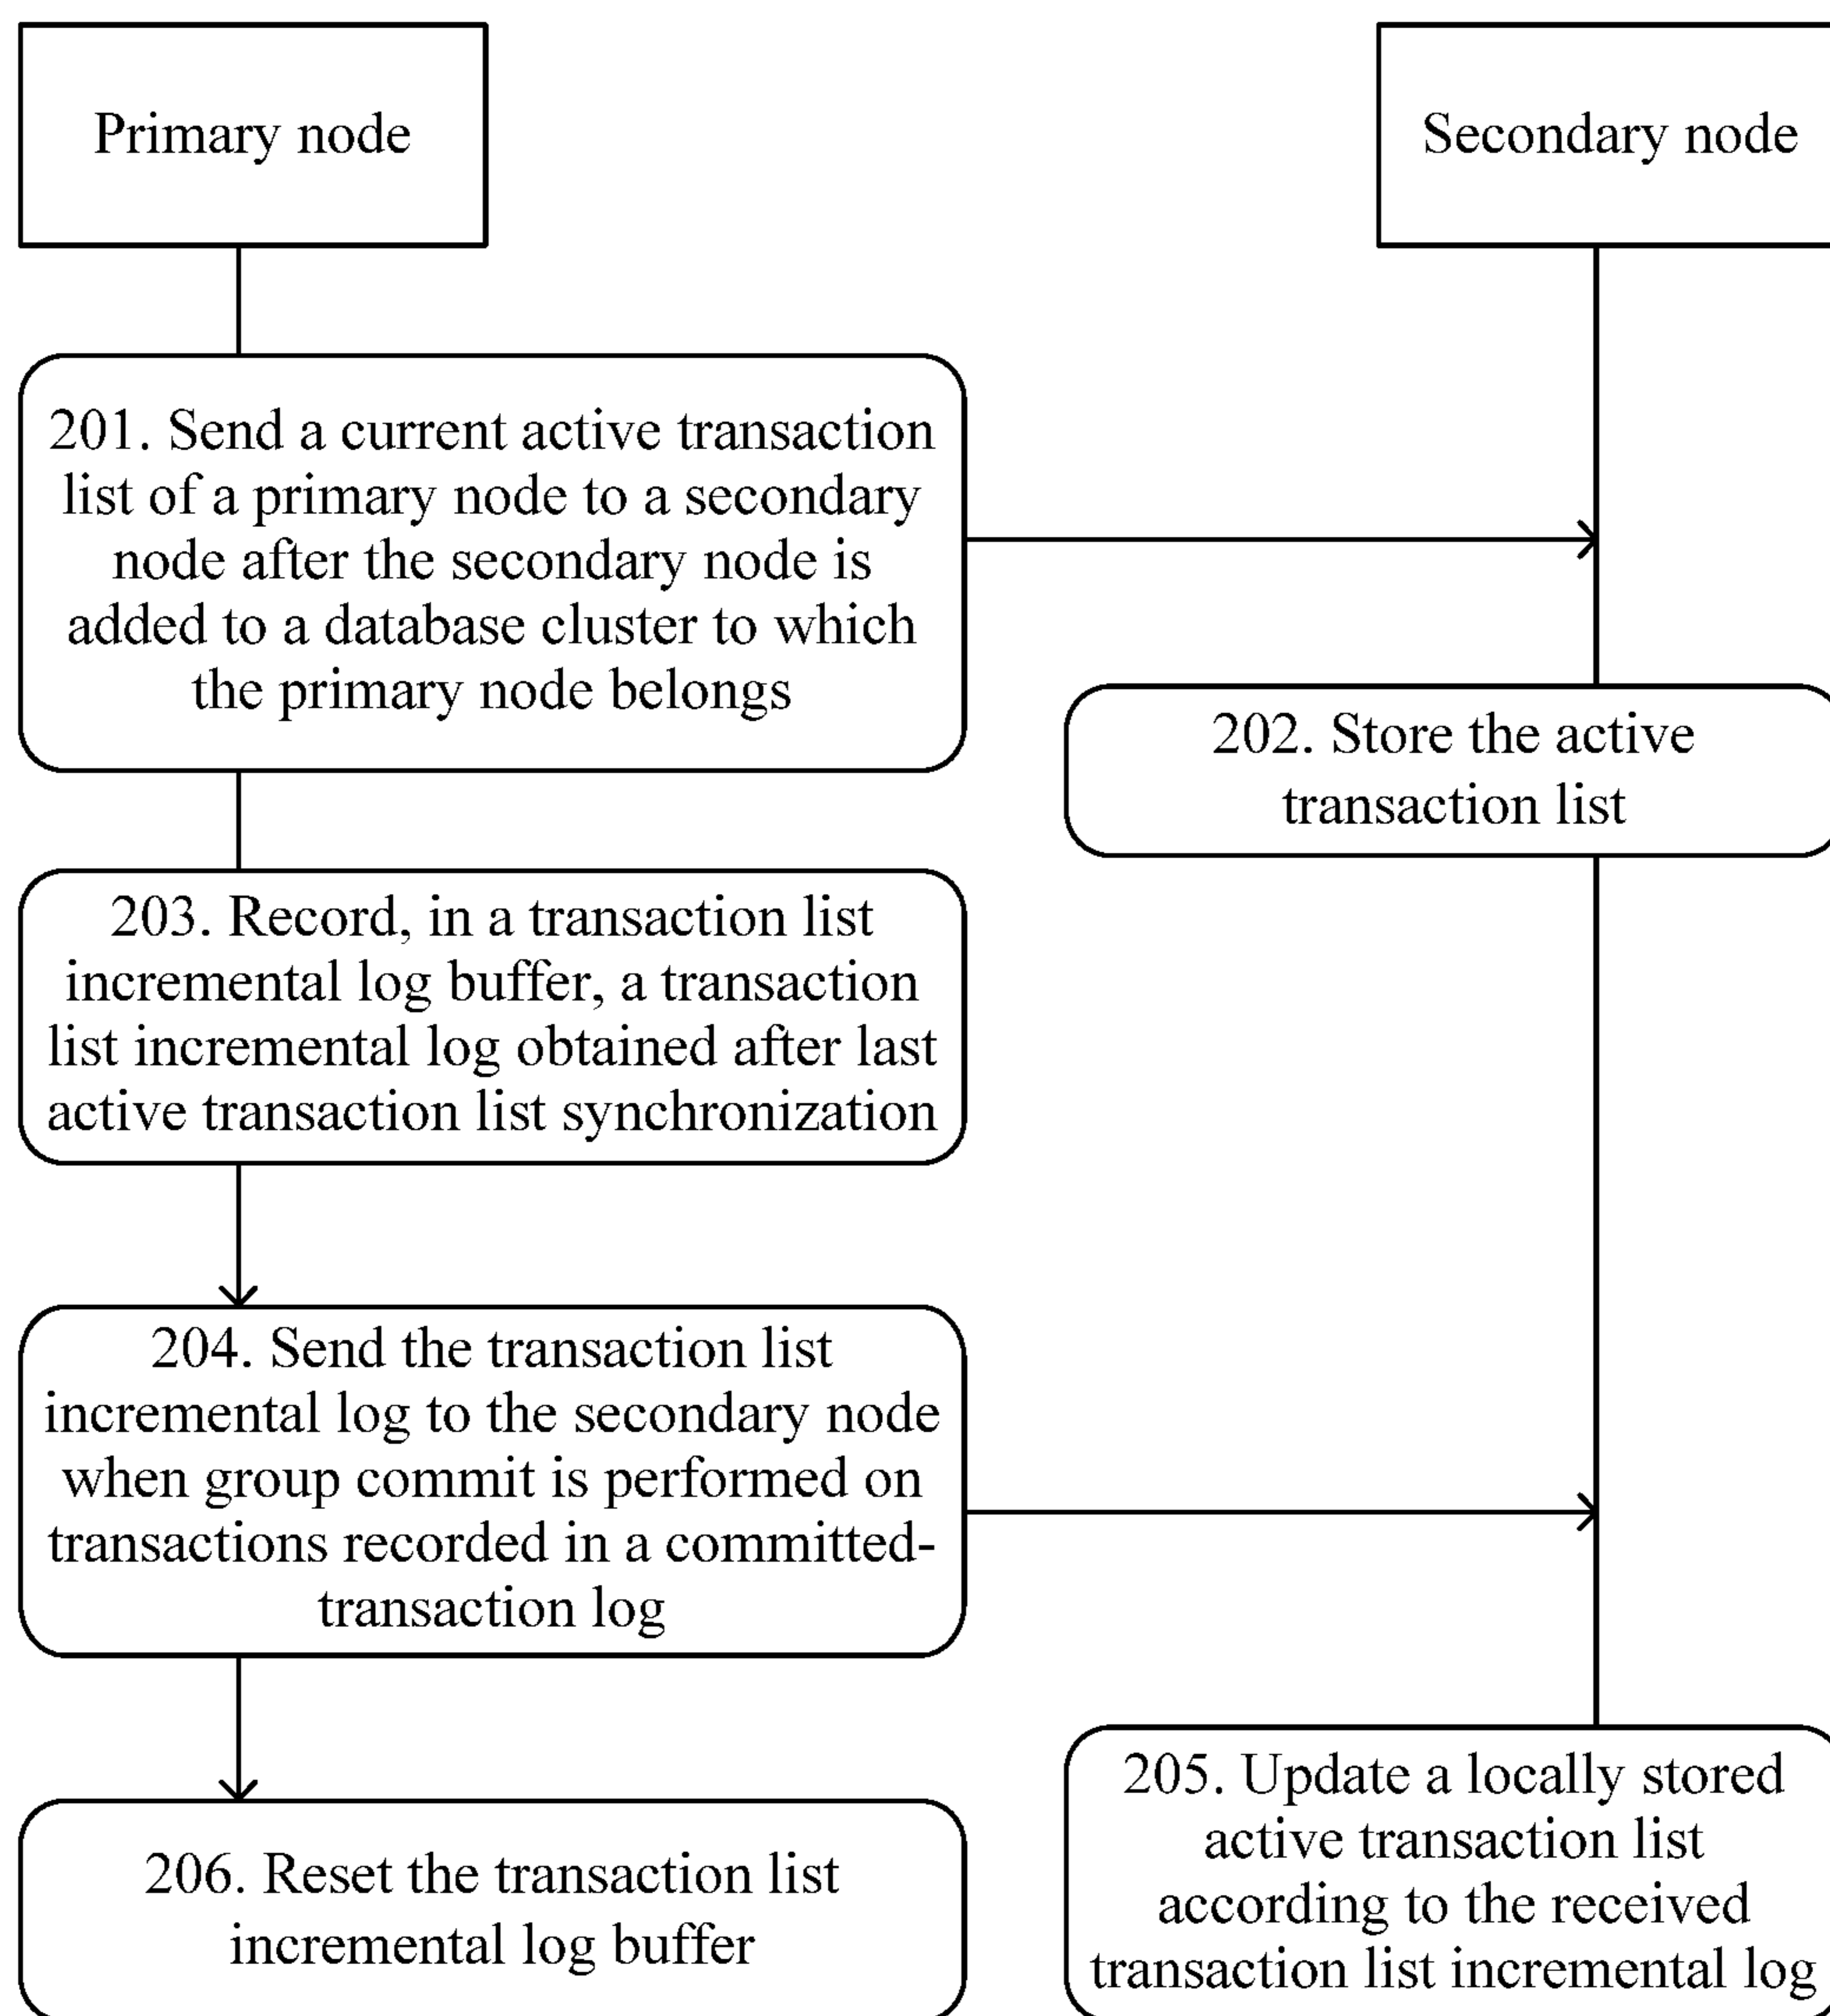 Primary node
Secondary node
201. Send a current active transaction
list of a primary node to a secondary
node after the secondary node is
added to a database cluster to which
the primary node belongs
202. Store the active
transaction list
203. Record, in a transaction list
incremental log buffer, a transaction
list incremental log obtained after last
active transaction list synchronization
204. Send the transaction list
incremental log to the secondary node
when group commit is performed on
transactions recorded in a committed-
transaction log
205. Update a locally stored
active transaction list
according to the received
transaction list incremental log
206. Reset the transaction list
incremental log buffer